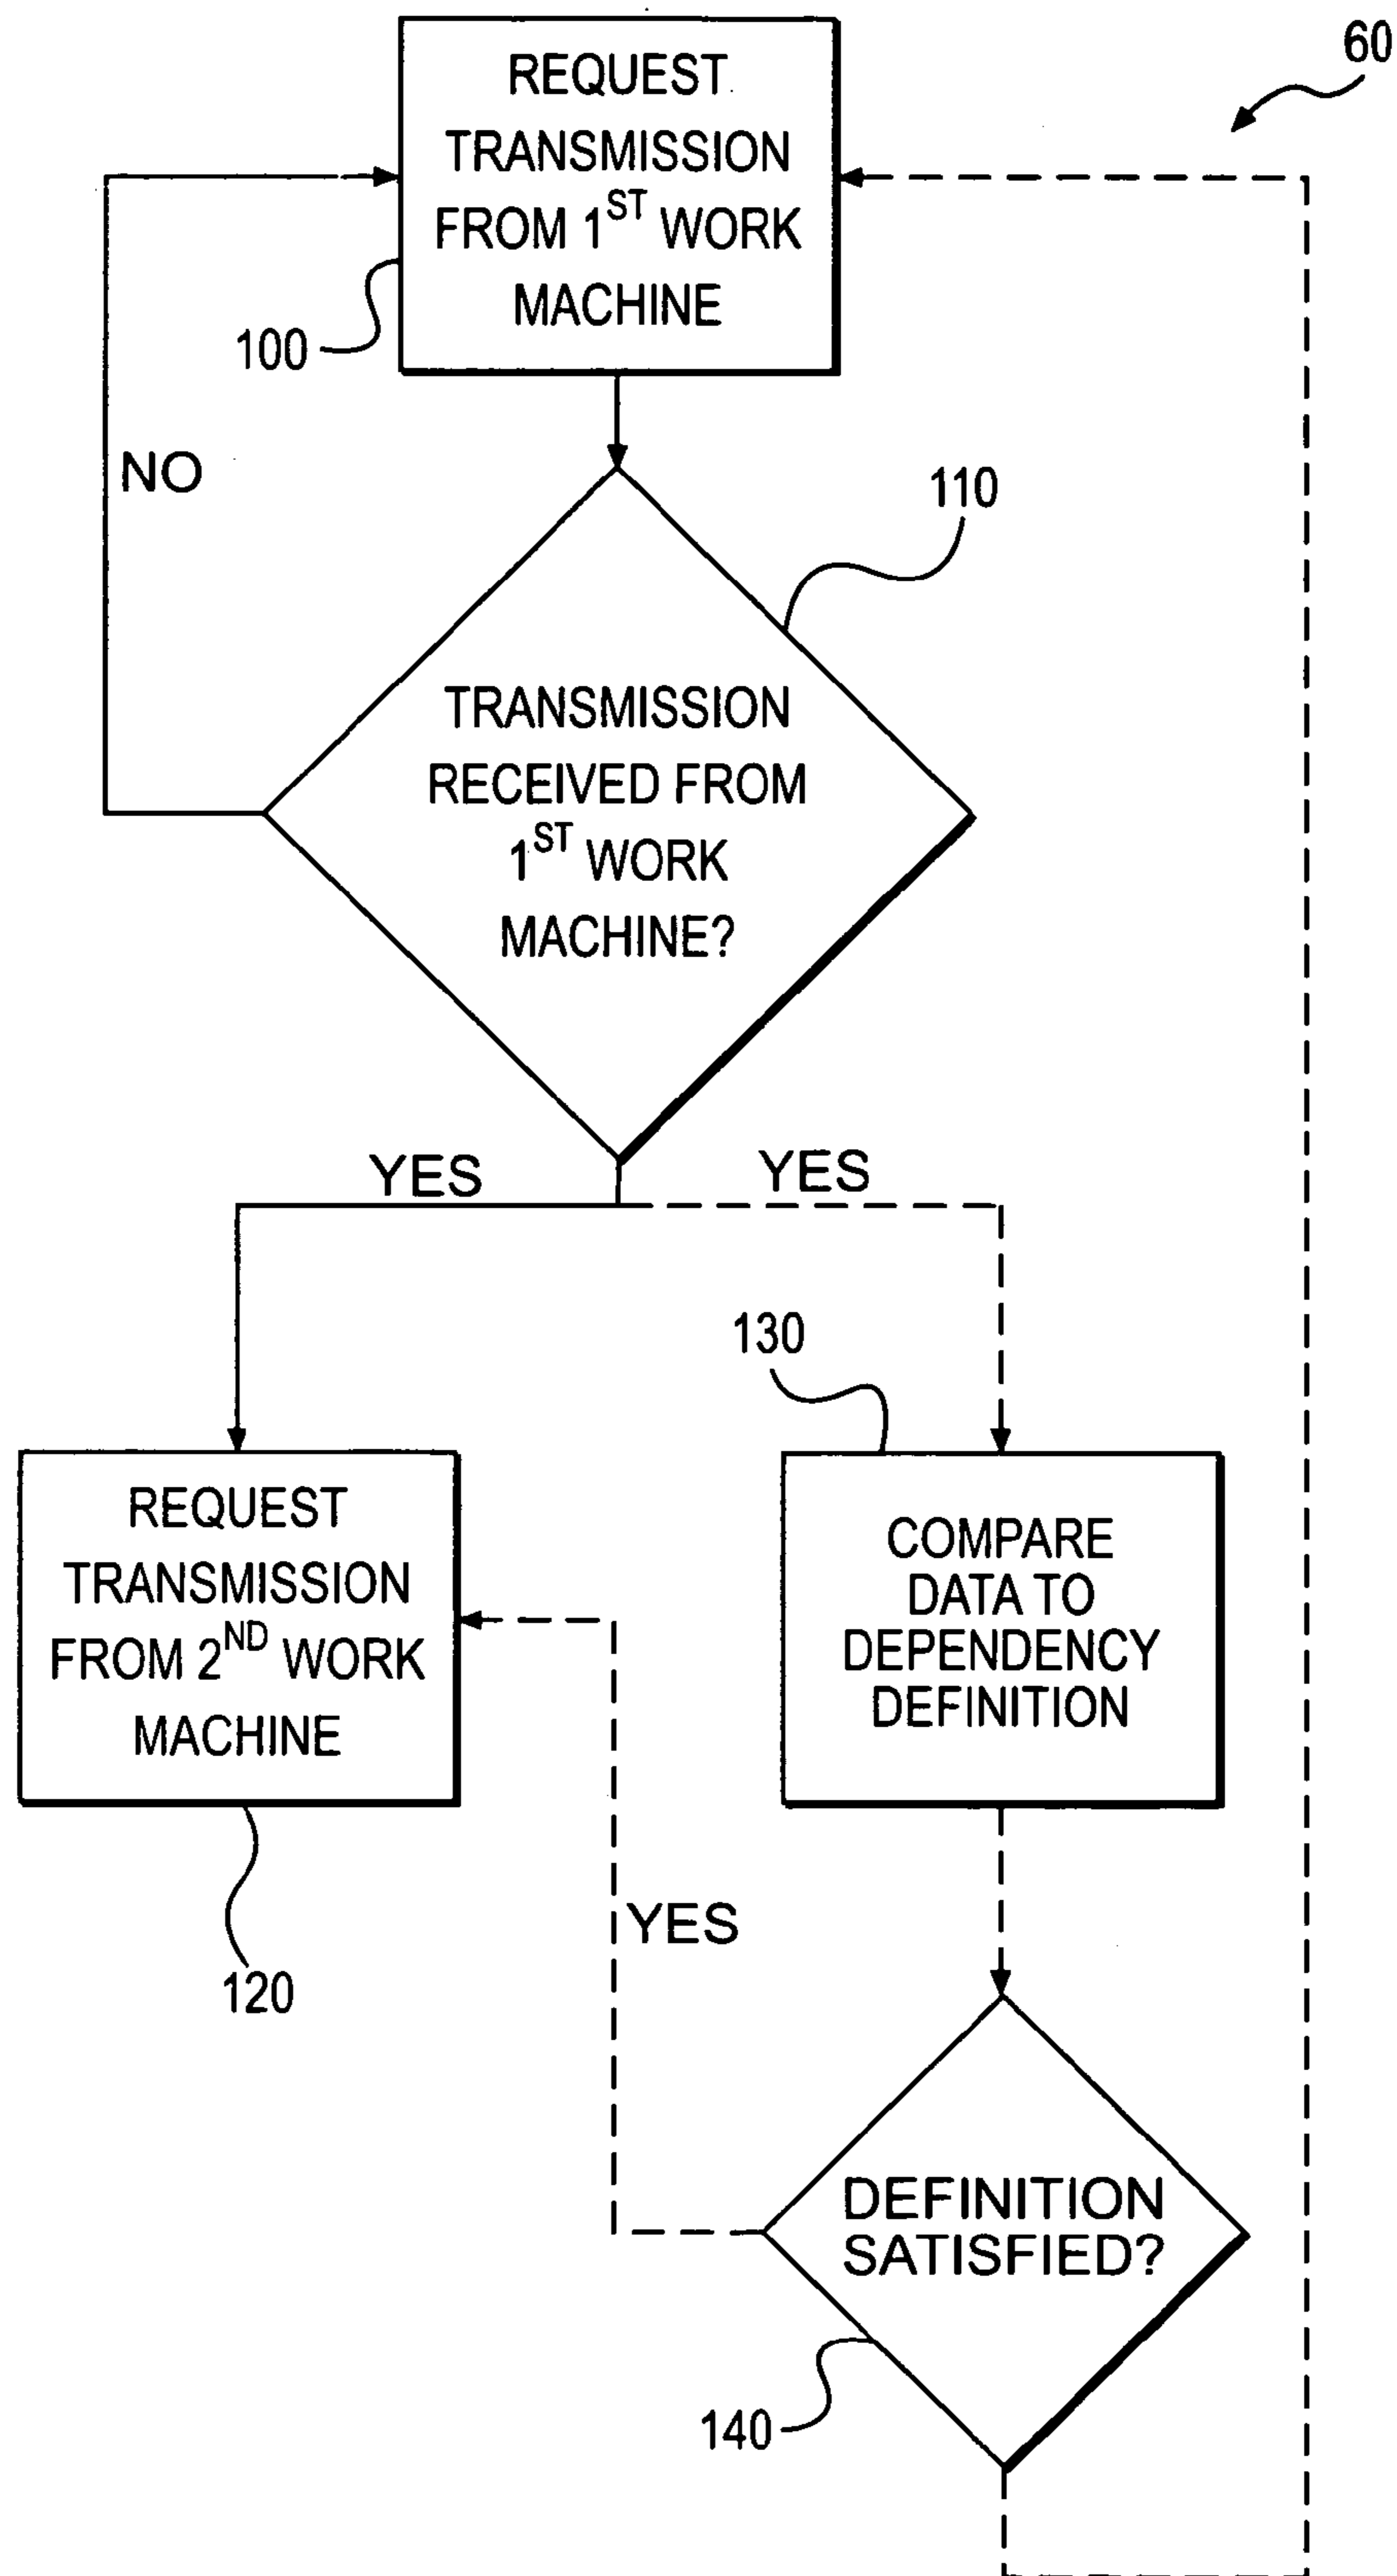 60
REQUEST
TRANSMISSION
FROM 1ST WORK
MACHINE
100
NO
110
TRANSMISSION
RECEIVED FROM
1ST WORK
MACHINE?
YES
YES
130
REQUEST
TRANSMISSION
FROM 2ND WORK
MACHINE
COMPARE
DATA TO
DEPENDENCY
DEFINITION
YES
120
DEFINITION
SATISFIED?
140